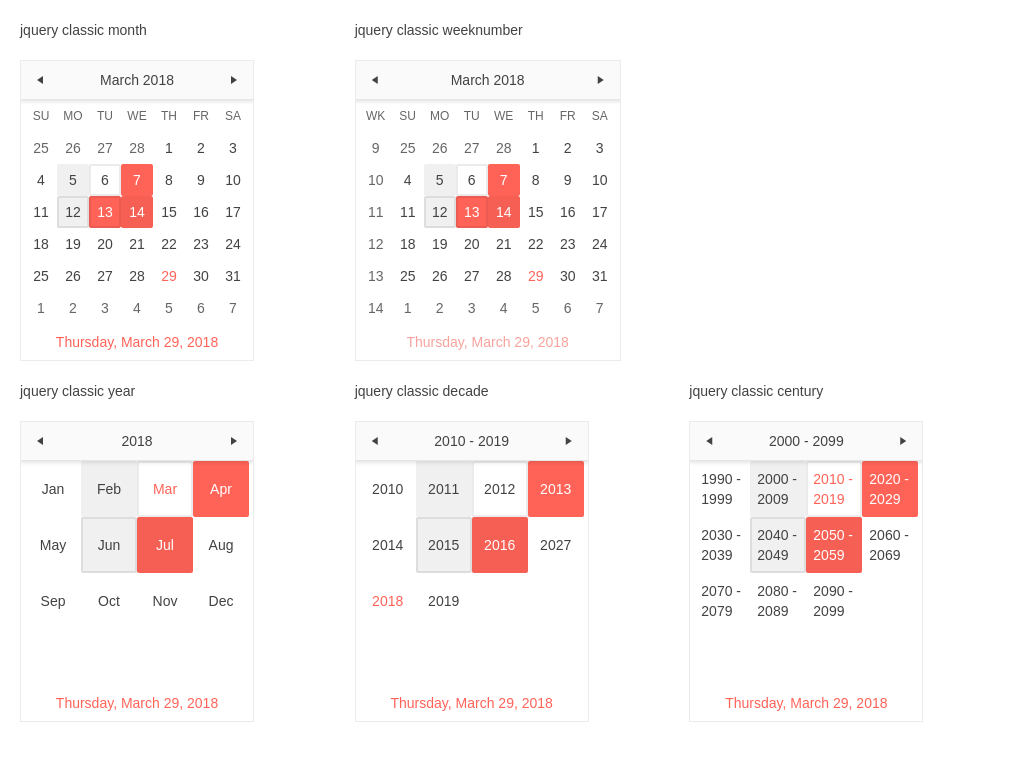 jquery classic month
March 2018
SU MO TU WE TH FR SA
25 26 27 28 1 2 3
4 5 6 7 8 9 10
11 12 13 14 15 16 17
18 19 20 21 22 23 24
25 26 27 28 29 30 31
1 2 3 4 5 6 7
Thursday, March 29, 2018
jquery classic weeknumber
March 2018
WK SU MO TU WE TH FR SA
9 25 26 27 28 1 2 3
10 4 5 6 7 8 9 10
11 11 12 13 14 15 16 17
12 18 19 20 21 22 23 24
13 25 26 27 28 29 30 31
14 1 2 3 4 5 6 7
Thursday, March 29, 2018
jquery classic year
2018
Jan Feb Mar Apr
May Jun Jul Aug
Sep Oct Nov Dec
Thursday, March 29, 2018
jquery classic decade
2010 - 2019
2010 2011 2012 2013
2014 2015 2016 2027
2018 2019
Thursday, March 29, 2018
jquery classic century
2000 - 2099
1990 - 2000 - 2010 - 2020 -
1999 2009 2019 2029
2030 - 2040 - 2050 - 2060 -
2039 2049 2059 2069
2070 - 2080 - 2090 -
2079 2089 2099
Thursday, March 29, 2018